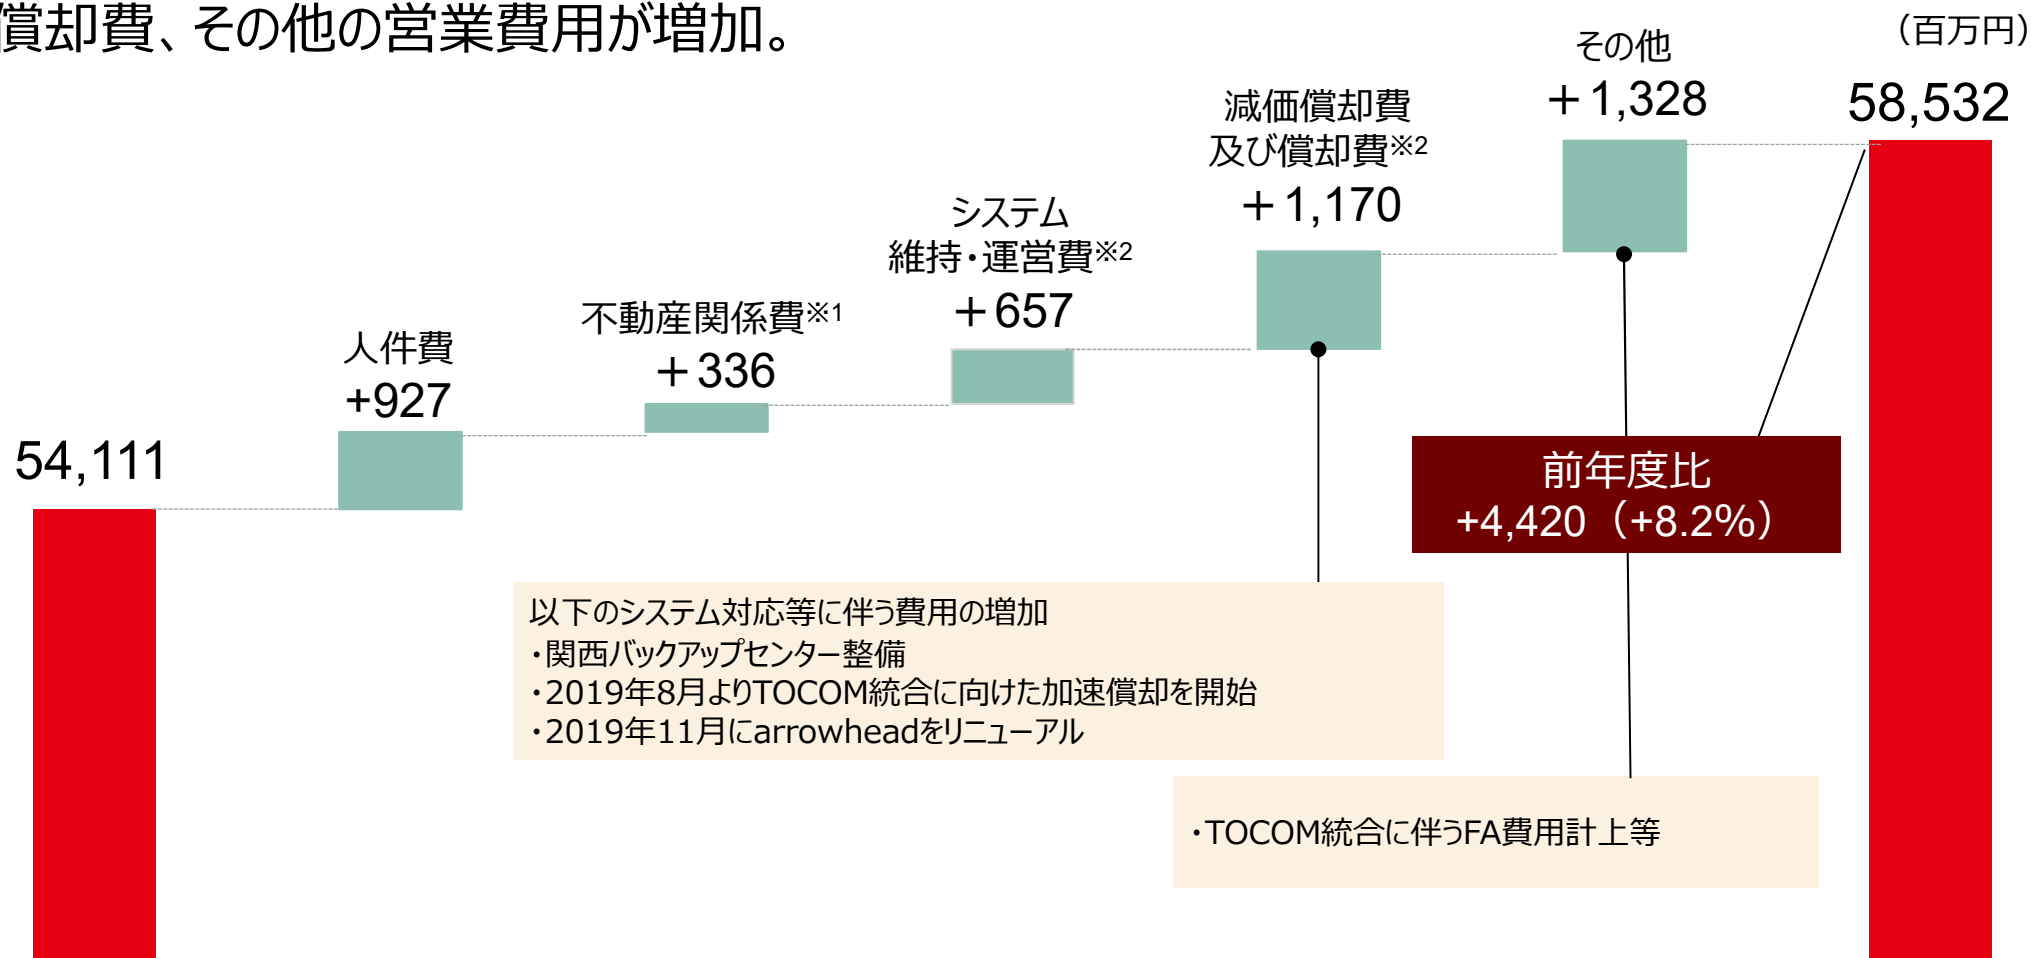 償却費、その他の営業費用が増加。
（百万円）
その他
＋1,328
58,532
減価償却費
及び償却費※2
＋1,170
システム
維持・運営費※2
＋657
不動産関係費※1
＋336
人件費
+927
54,111
前年度比
+4,420（+8.2%）
以下のシステム対応等に伴う費用の増加
・関西バックアップセンター整備
・2019年8月よりTOCOM統合に向けた加速償却を開始
・2019年11月にarrowheadをリニューアル
・TOCOM統合に伴うFA費用計上等